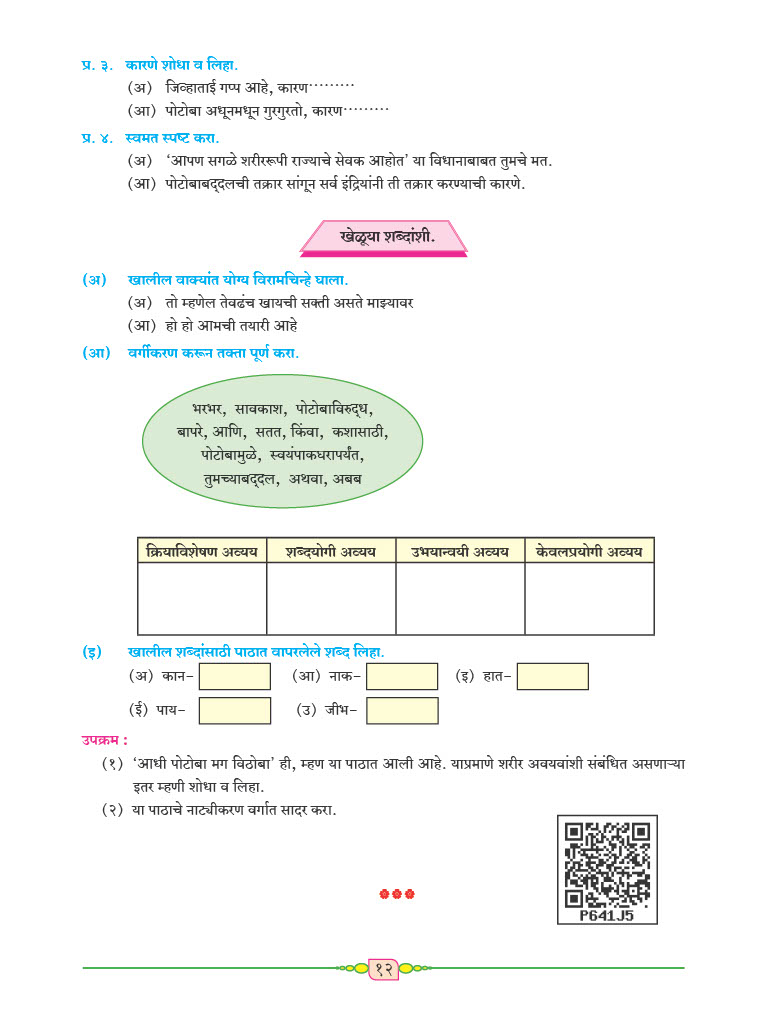 प्र. ३. कारणे शोधा व लिहा.
(अ) जिव्हाताई गप्प आहे, कारण·········
(आ) पोटोबा अधूनमधून गुरगुरतो, कारण·········
प्र. ४. स्वमत स्पष्ट करा.
(अ) ‘आपण सगळे शरीररूपी राज्याचे सेवक आहोत’ या विधानाबाबत तुमचे मत.
(आ) पोटोबाबद्दलची तक्रार सांगून सर्व इंद्रियांनी ती तक्रार करण्याची कारणे.
खेळूया शब्दांशी.
(अ) खालील वाक्यांत योग्य विरामचिन्हे घाला.
(अ) तो म्हणेल तेवढंच खायची सक्ती असते माझ्यावर
(आ) हो हो आमची तयारी आहे
(आ) वर्गीकरण करून तक्ता पूर्ण करा.
भरभर, सावकाश, पोटोबाविरुद्ध,
बापरे, आणि, सतत, किंवा, कशासाठी,
पोटोबामुळे, स्वयंपाकघरापर्यंत,
तुमच्याबद्दल, अथवा, अबब
क्रियाविशेषण अव्यय शब्दयोगी अव्यय उभयान्वयी अव्यय केवलप्रयोगी अव्यय
(इ) खालील शब्दांसाठी पाठात वापरलेले शब्द लिहा.
(अ) कान– (आ) नाक– (इ) हात–
(ई) पाय– (उ) जीभ–
उपक्रम :
(१) ‘आधी पोटोबा मग विठोबा’ ही, म्हण या पाठात आली आहे. याप्रमाणे शरीर अवयवांशी संबंधित असणाऱ्या
इतर म्हणी शोधा व लिहा.
(२) या पाठाचे नाट्यीकरण वर्गात सादर करा.
P641J5
१२